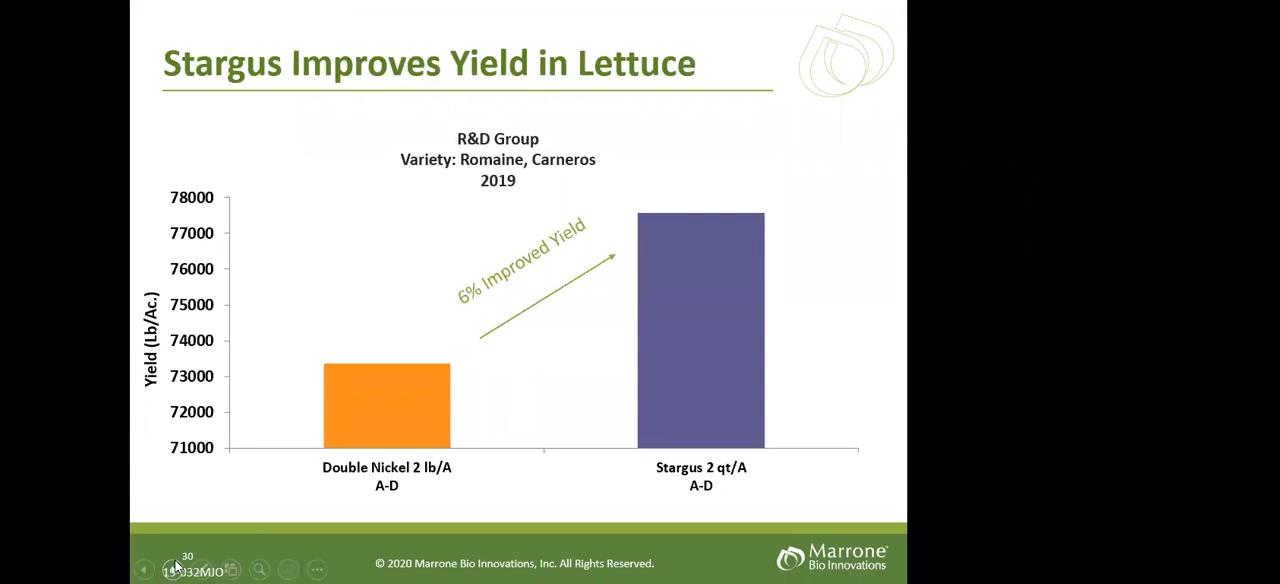 Stargus Improves Yield in Lettuce
R&D Group
Variety: Romaine, Carneros
2019
78000
77000
76000
75000
74000
73000
72000
71000
Yield (Lb/Ac.)
6% Improved Yield
Double Nickel 2 lb/A
A-D
Stargus 2 qt/A
A-D
30
© 2020 Marrone Bio Innovations, Inc. All Rights Reserved.
Marrone®
Bio Innovations